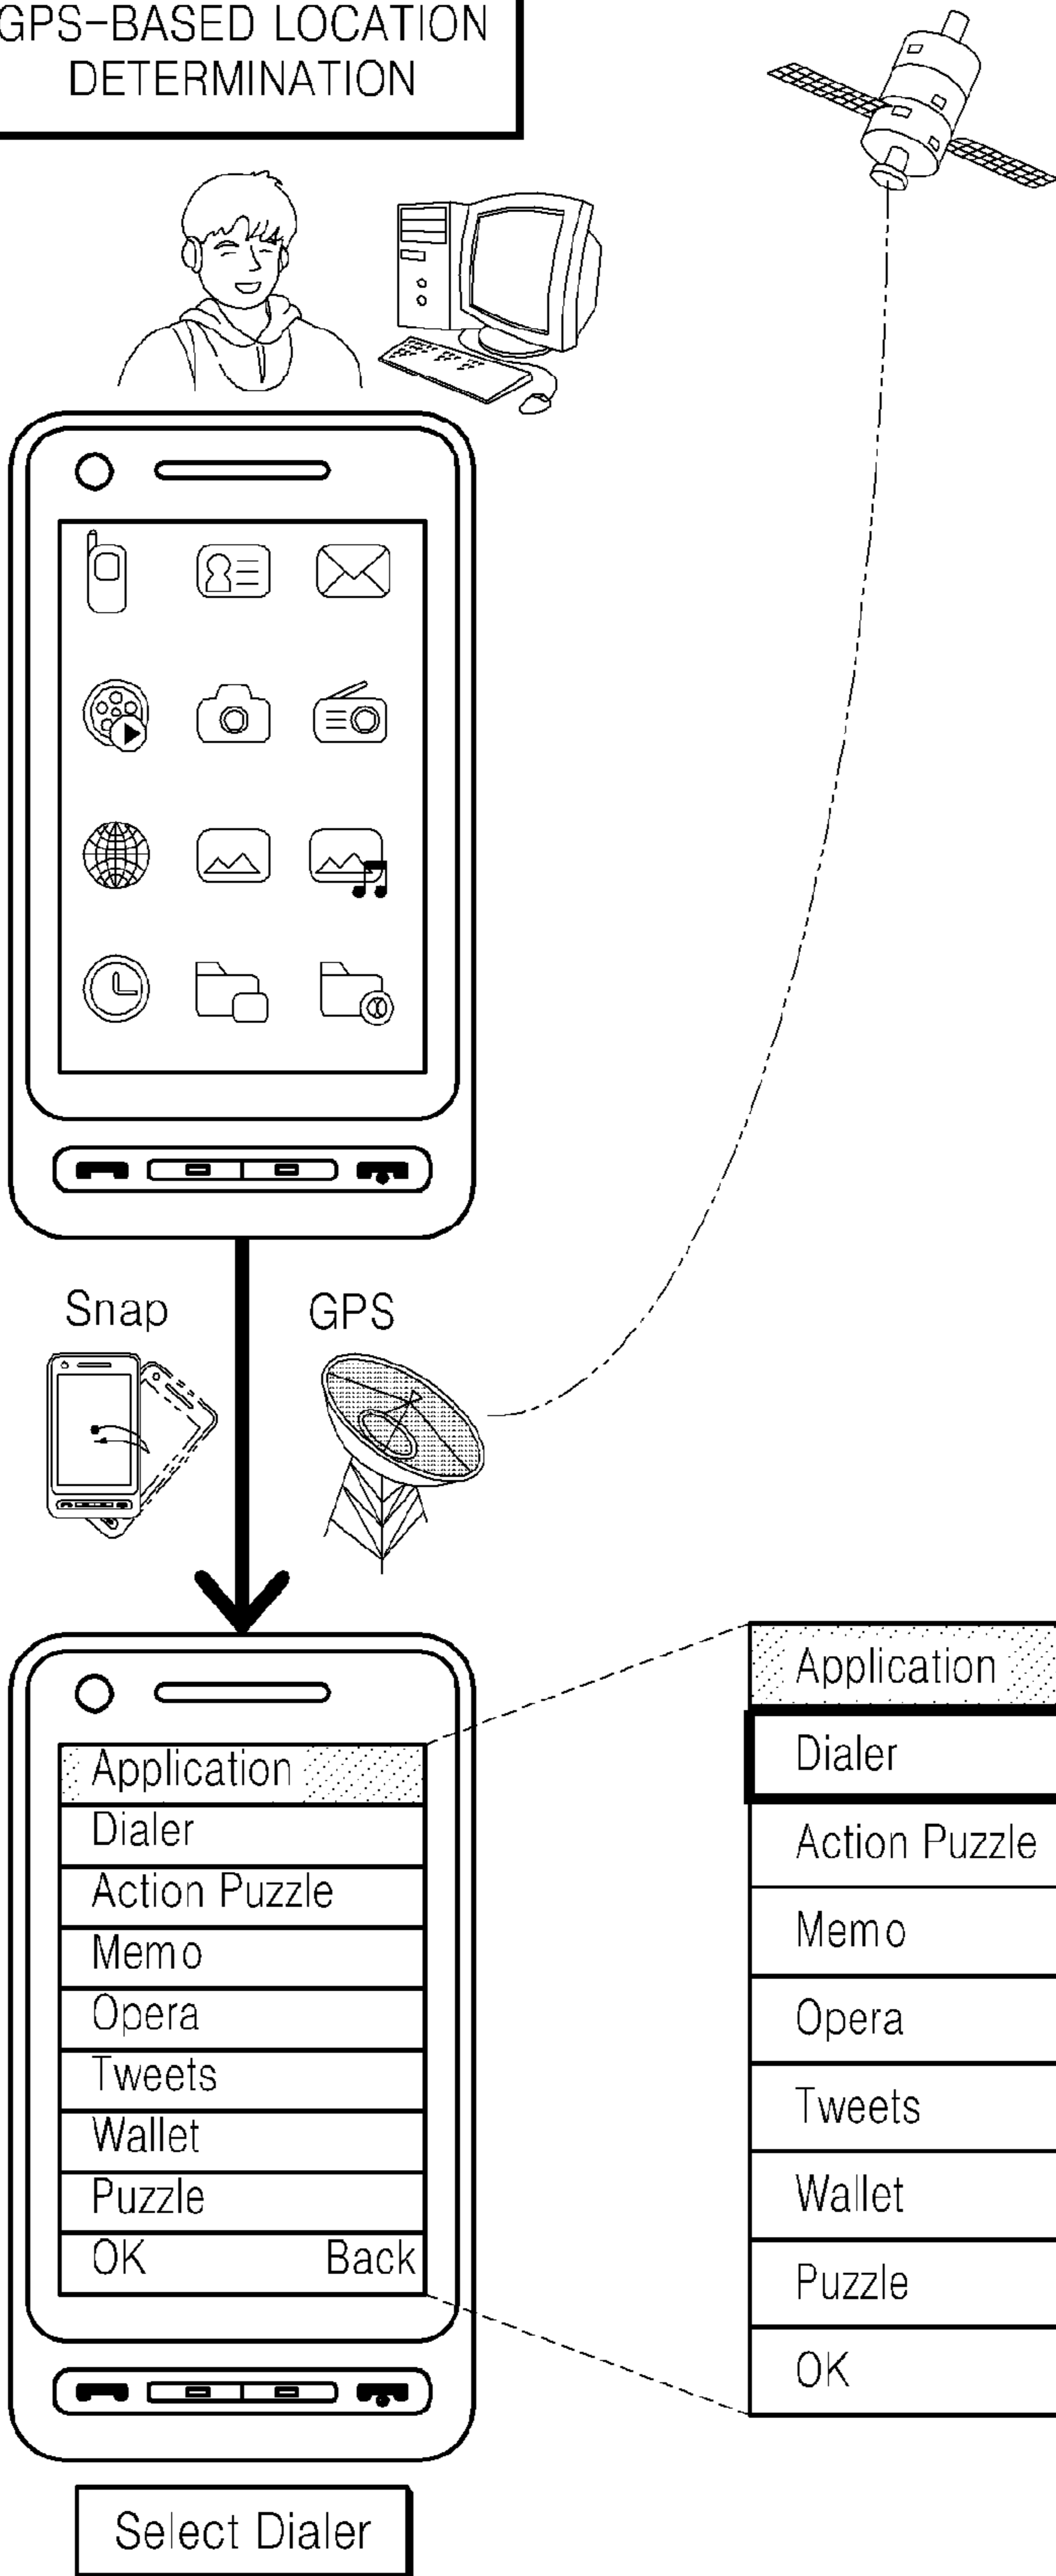 GPS-BASED LOCATION
DETERMINATION
Snap
GPS
Application
Dialer
Action Puzzle
Memo
Opera
Tweets
Wallet
Puzzle
OK Back
Application
Dialer
Action Puzzle
Memo
Opera
Tweets
Wallet
Puzzle
OK
Select Dialer